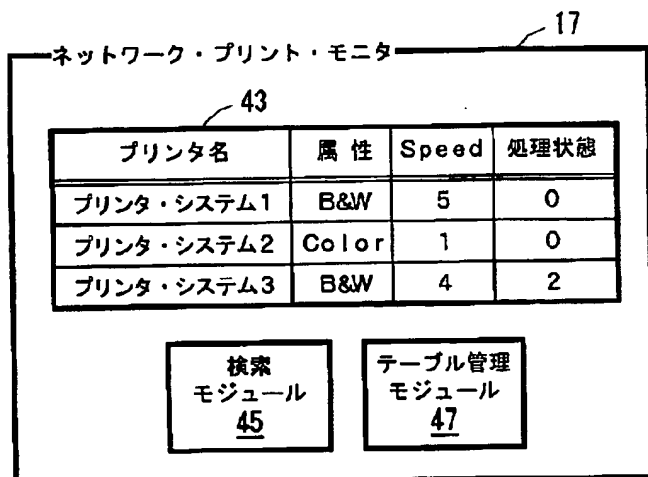 17
ネットワーク・プリント・モニタ
43
プリンタ名 属性 Speed 処理状態
プリンタ・システム1 B&W 5 0
プリンタ・システム2 Color 1 0
プリンタ・システム3 B&W 4 2
検索 テーブル管理
モジュール モジュール
45 47